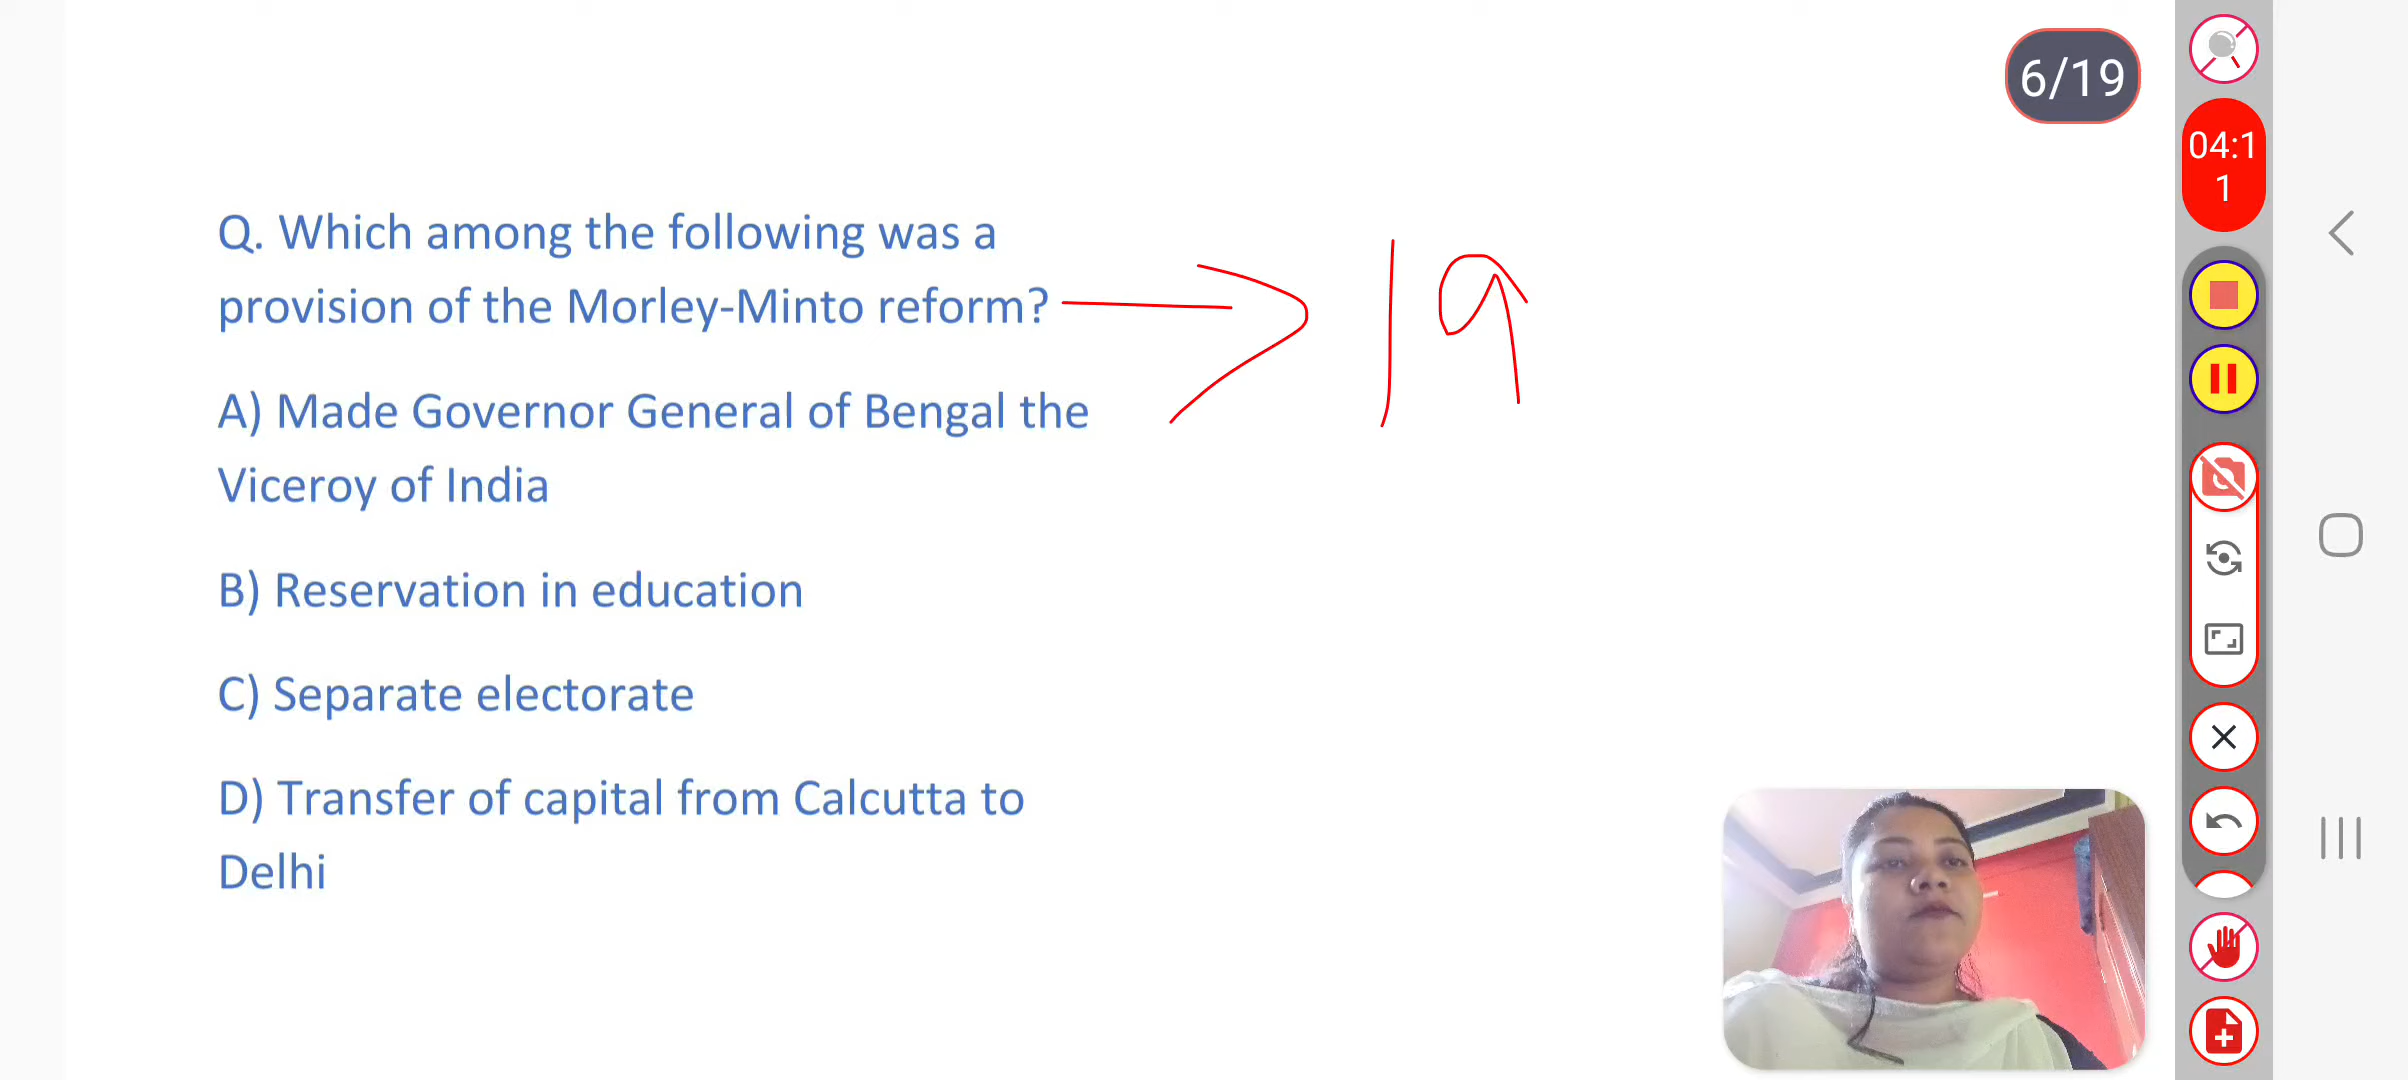 6/19
04:1
1
Q. Which among the following was a
provision of the Morley-Minto reform?
19
A) Made Governor General of Bengal the
Viceroy of India
B) Reservation in education
C) Separate electorate
D) Transfer of capital from Calcutta to
Delhi